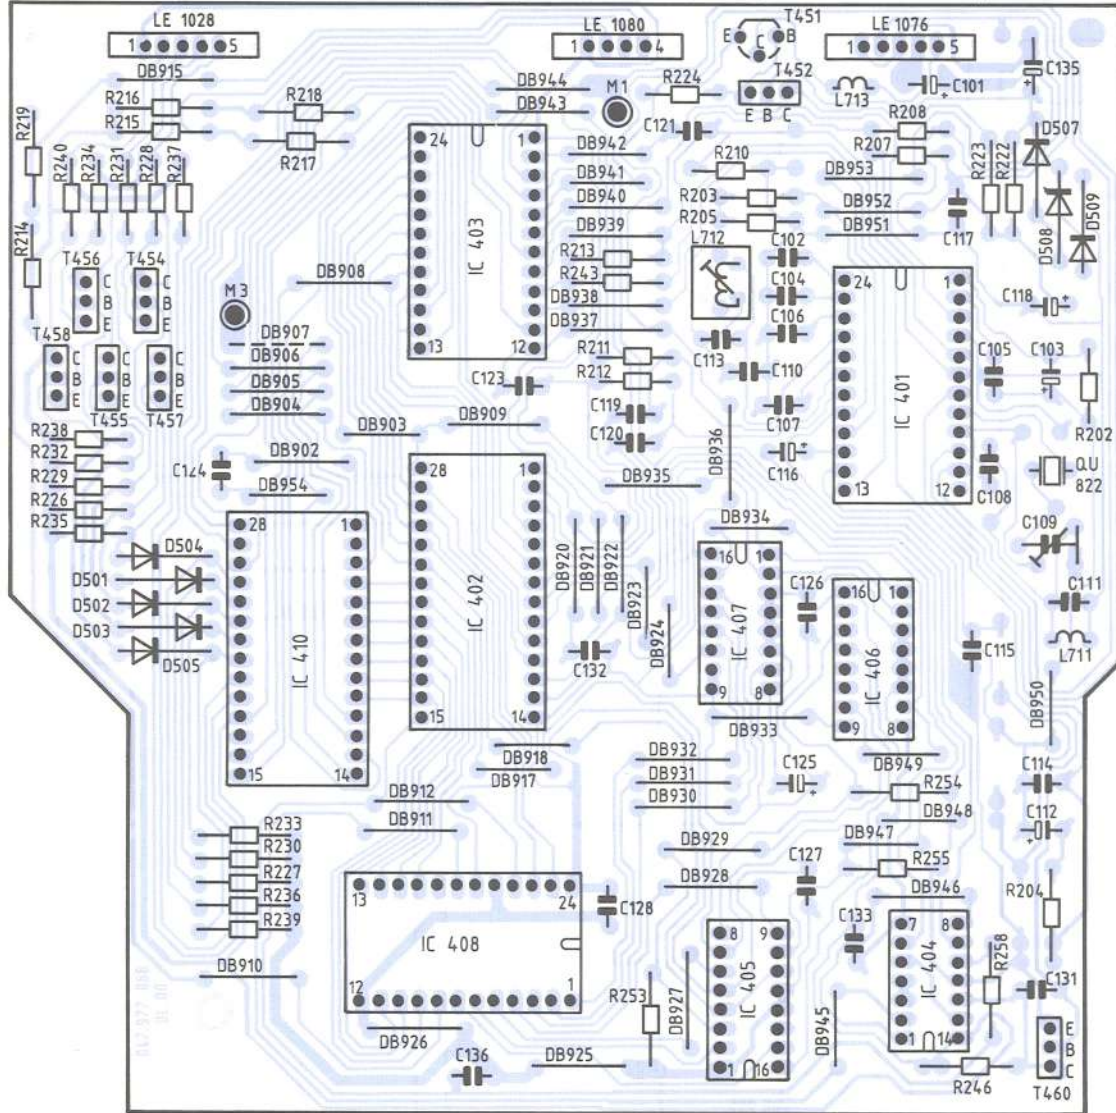 LE 1028
1 5
LE 1080
1 4
T451
E C B
LE 1076
1 5
DB915
R216
R215
R218
R217
DB944
DB943
M1
R224
T452
E B C
L713
C101
C135
R219
R240
R234
R231
R228
R237
24 1
IC 403
13 12
DB942
DB941
DB940
DB939
C121
R210
R203
R205
R208
R207
DB953
DB952
DB951
R223
R222
D507
D508
D509
C117
R214
T456
C
B
E
T454
C
B
E
M3
DB908
R213
R243
DB938
DB937
L712
C102
C104
C106
24 1
IC 401
13 12
C118
T458
C
B
E
T455
C
B
E
T457
C
B
E
DB907
DB906
DB905
DB904
R211
R212
C113
C110
C105
C103
R202
C123
C119
C120
DB909
DB903
DB936
C107
C116
R238
R232
R229
R226
R235
C124
DB902
DB954
28 1
IC 402
15 14
DB935
C108
QU
822
D504
D501
D502
D503
D505
28 1
IC 410
15 14
DB920
DB921
DB922
DB923
DB924
DB934
16 1
IC 407
9 8
C126
16 1
IC 406
9 8
C109
C111
L711
C132
C115
DB950
DB933
DB918
DB917
DB932
DB931
DB930
C125
DB949
R254
DB948
C114
C112
DB912
DB911
R233
R230
R227
R236
R239
DB929
DB928
C127
DB947
R255
DB946
R204
13 24
IC 408
12 1
C128
8 9
IC 405
1 16
C133
7 8
IC 404
1 14
R258
C131
DB910
DB926
C136
DB925
R253
DB927
DB945
R246
E
B
C
T460